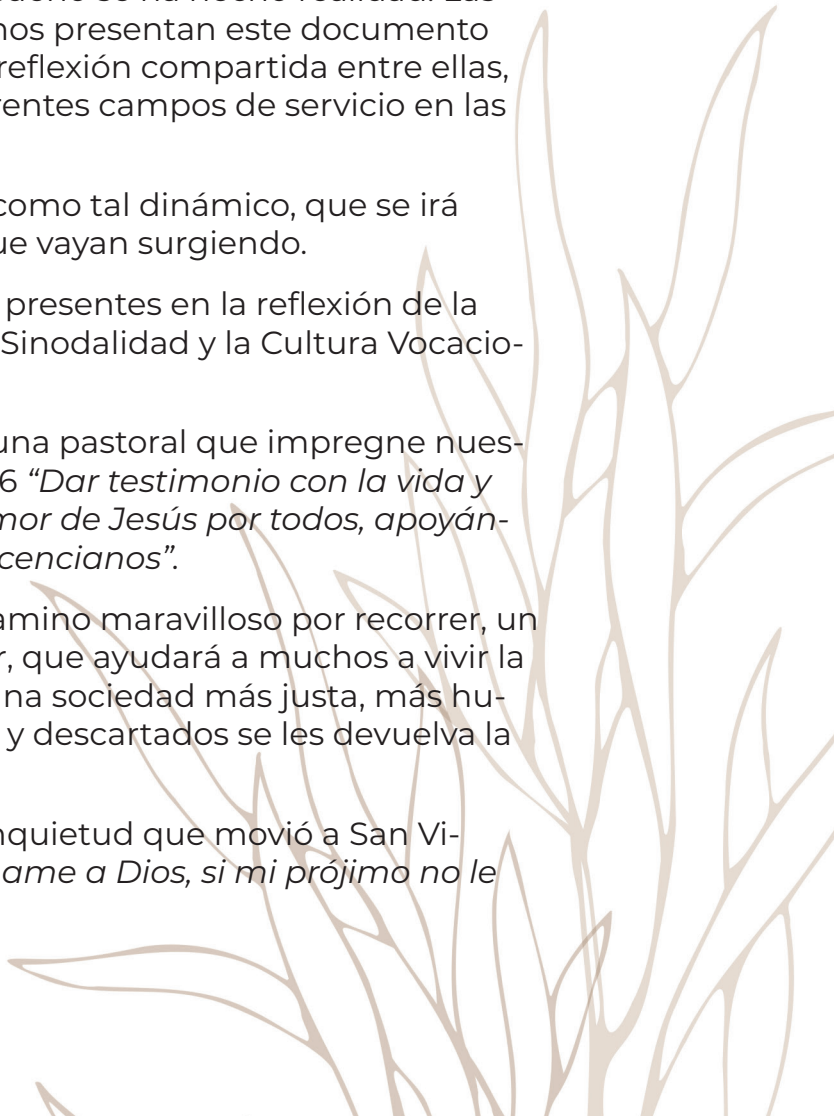 nos presentan este documento
reflexión compartida entre ellas,
rentes campos de servicio en las
como tal dinámico, que se irá
ue vayan surgiendo.
presentes en la reflexión de la
Sinodalidad y la Cultura Vocacio-
una pastoral que impregne nues-
6 “Dar testimonio con la vida y
mor de Jesús por todos, apoyán-
cencianos”.
amino maravilloso por recorrer, un
r, que ayudará a muchos a vivir la
na sociedad más justa, más hu-
y descartados se les devuelva la
nquietud que movió a San Vi-
ame a Dios, si mi prójimo no le